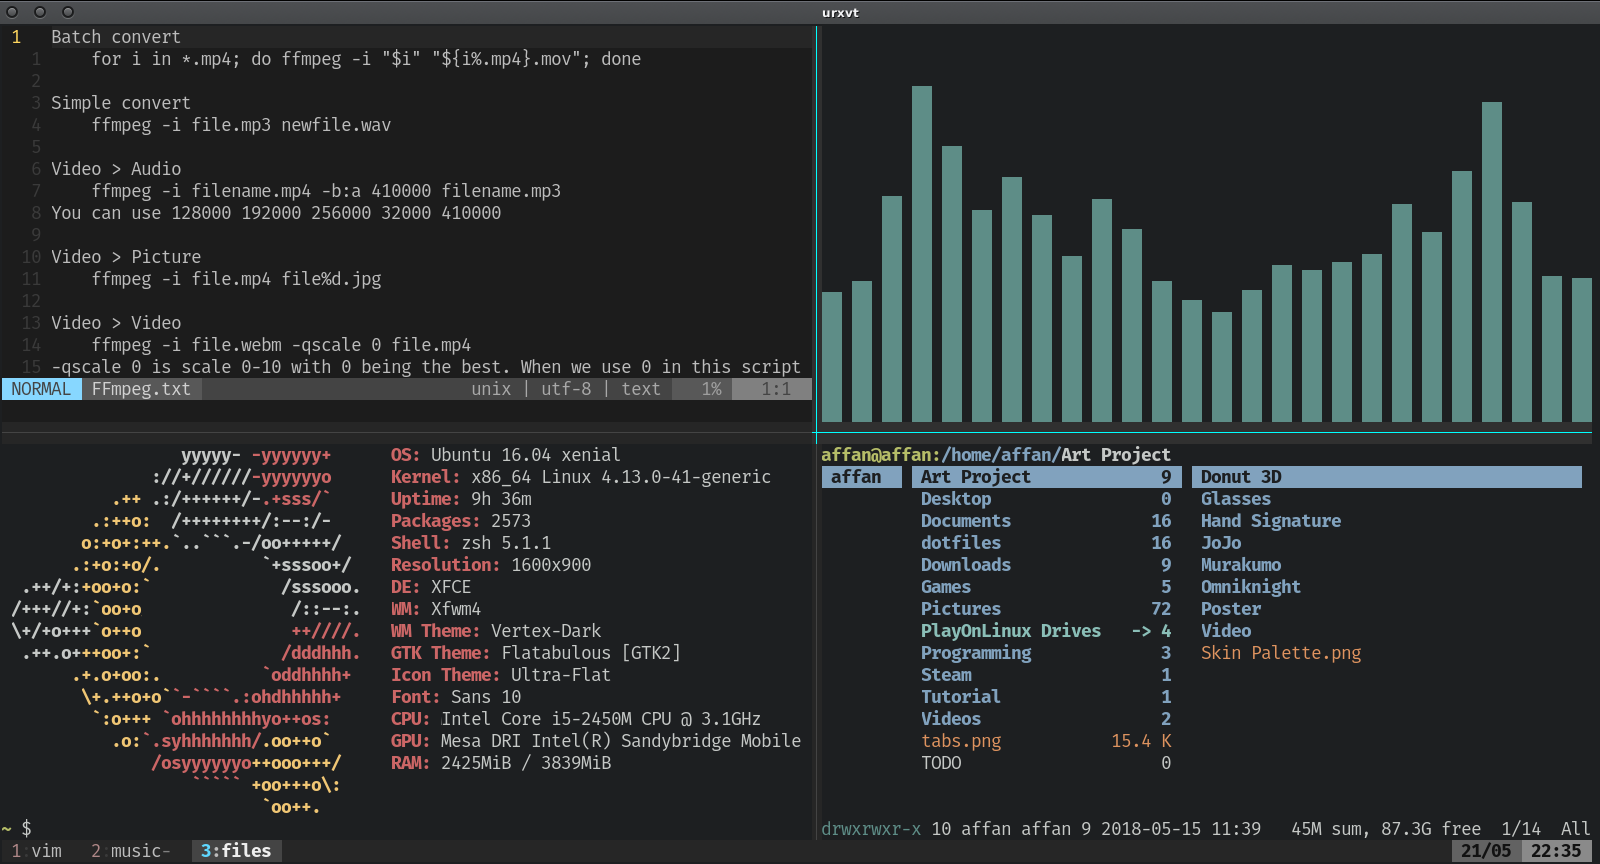 urxvt
1 Batch convert
1 for i in *.mp4; do ffmpeg -i "$i" "${i%.mp4}.mov"; done
2
3 Simple convert
4 ffmpeg -i file.mp3 newfile.wav
5
6 Video > Audio
7 ffmpeg -i filename.mp4 -b:a 410000 filename.mp3
8 You can use 128000 192000 256000 32000 410000
9
10 Video > Picture
11 ffmpeg -i file.mp4 file%d.jpg
12
13 Video > Video
14 ffmpeg -i file.webm -qscale 0 file.mp4
15 -qscale 0 is scale 0-10 with 0 being the best. When we use 0 in this script
NORMAL FFmpeg.txt unix | utf-8 | text 1% 1:1
yyyyy- -yyyyyy+
://+//////-yyyyyyo
.++ .:/++++++/-.+sss/`
.:++o: /++++++++/:--:/-
o:+o+:++.`..```.-/oo+++++/
.:+o:+o/. `+sssoo+/
.++/+:+oo+o:` /sssooo.
/+++//+:`oo+o /::--:.
\+/+o+++`o++o ++////.
.++.o+++oo+:` /dddhhh.
.+.o+oo:. `oddhhhh+
\+.++o+o``-````.:ohdhhhhh+
`:o+++ `ohhhhhhhhyo++os:
.o:`.syhhhhhhh/.oo++o`
/osyyyyyyo++ooo+++/
````` +oo+++o\:
`oo++.
OS: Ubuntu 16.04 xenial
Kernel: x86_64 Linux 4.13.0-41-generic
Uptime: 9h 36m
Packages: 2573
Shell: zsh 5.1.1
Resolution: 1600x900
DE: XFCE
WM: Xfwm4
WM Theme: Vertex-Dark
GTK Theme: Flatabulous [GTK2]
Icon Theme: Ultra-Flat
Font: Sans 10
CPU: Intel Core i5-2450M CPU @ 3.1GHz
GPU: Mesa DRI Intel(R) Sandybridge Mobile
RAM: 2425MiB / 3839MiB
~ $
affan@affan:/home/affan/Art Project
affan
Art Project 9
Desktop 0
Documents 16
dotfiles 16
Downloads 9
Games 5
Pictures 72
PlayOnLinux Drives -> 4
Programming 3
Steam 1
Tutorial 1
Videos 2
tabs.png 15.4 K
TODO 0
Donut 3D
Glasses
Hand Signature
JoJo
Murakumo
Omniknight
Poster
Video
Skin Palette.png
drwxrwxr-x 10 affan affan 9 2018-05-15 11:39 45M sum, 87.3G free 1/14 All
1:vim 2:music- 3:files 21/05 22:35